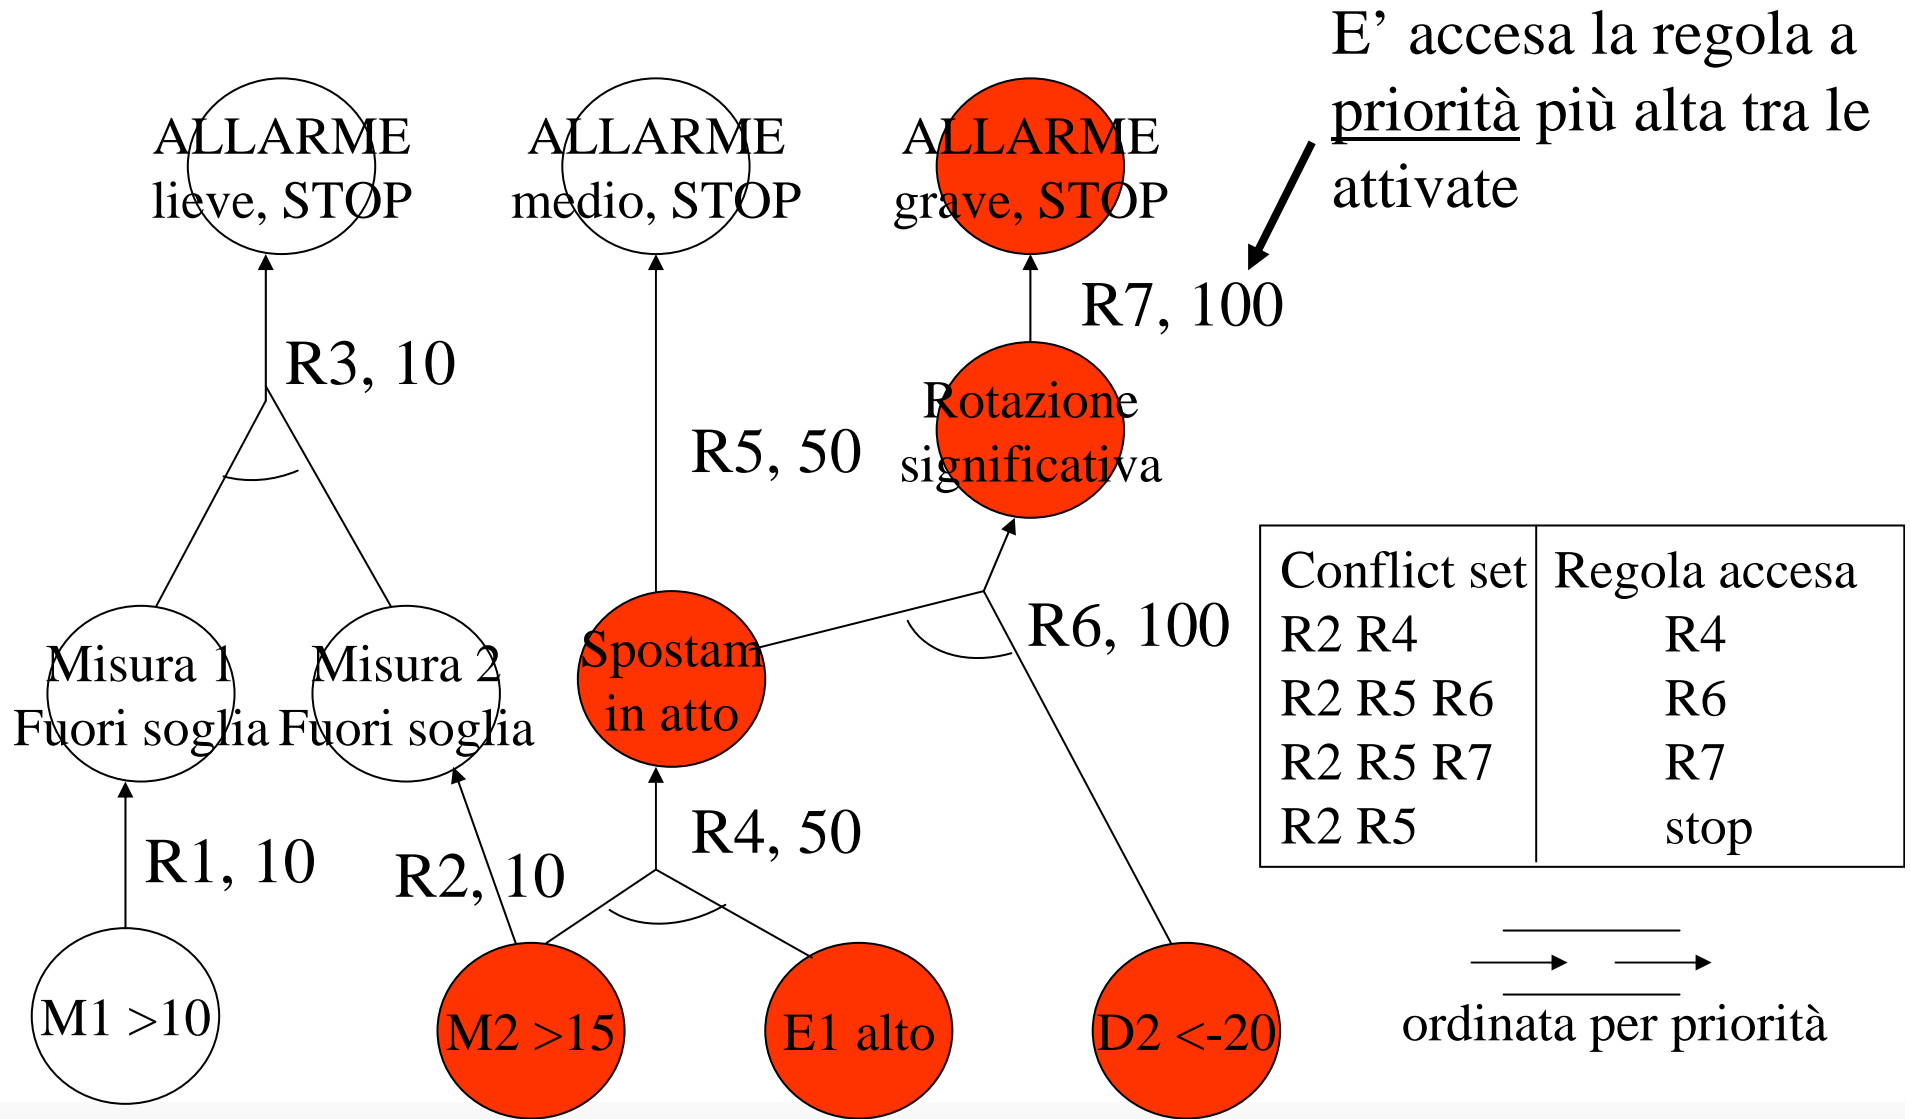 E’ accesa la regola a
priorità più alta tra le
attivate
ALLARME
lieve, STOP
ALLARME
medio, STOP
ALLARME
grave, STOP
R7, 100
R3, 10
Rotazione
significativa
R5, 50
Misura 1
Fuori soglia
Misura 2
Fuori soglia
Spostam
in atto
R6, 100
Conflict set Regola accesa
R2 R4 R4
R2 R5 R6 R6
R2 R5 R7 R7
R2 R5 stop
R1, 10
R2, 10
R4, 50
M1 >10
M2 >15
E1 alto
D2 <-20
ordinata per priorità